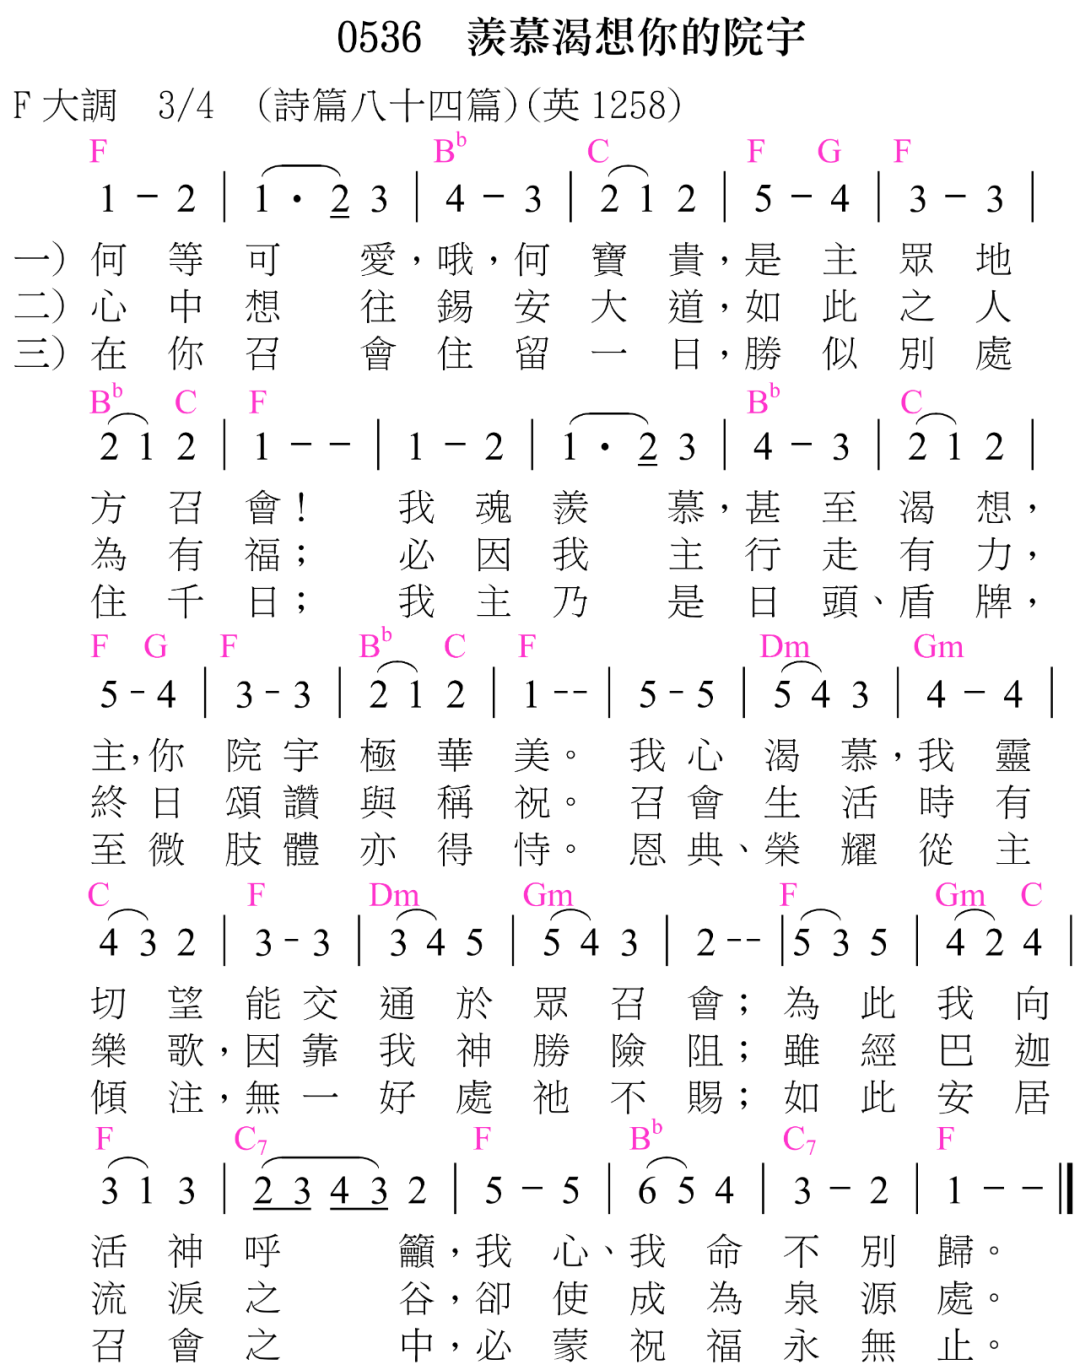 0536　羨慕渴想你的院宇
F 大調　3/4　(詩篇八十四篇)(英 1258)
F B♭ C F G F
1 － 2 | 1 · 2 3 | 4 － 3 | 2 1 2 | 5 － 4 | 3 － 3 |
一) 何 等 可 愛，哦，何 寶 貴，是 主 眾 地
二) 心 中 想 往 錫 安 大 道，如 此 之 人
三) 在 你 召 會 住 留 一 日，勝 似 別 處
B♭ C F B♭ C
2 1 2 | 1 － － | 1 － 2 | 1 · 2 3 | 4 － 3 | 2 1 2 |
方 召 會！ 我 魂 羨 慕，甚 至 渴 想，
為 有 福； 必 因 我 主 行 走 有 力，
住 千 日； 我 主 乃 是 日 頭、盾 牌，
F G F B♭ C F Dm Gm
5 - 4 | 3 - 3 | 2 1 2 | 1 - - | 5 - 5 | 5 4 3 | 4 － 4 |
主，你 院 宇 極 華 美。 我 心 渴 慕，我 靈
終 日 頌 讚 與 稱 祝。 召 會 生 活 時 有
至 微 肢 體 亦 得 恃。 恩 典、榮 耀 從 主
C F Dm Gm F Gm C
4 3 2 | 3 - 3 | 3 4 5 | 5 4 3 | 2 - - | 5 3 5 | 4 2 4 |
切 望 能 交 通 於 眾 召 會；為 此 我 向
樂 歌，因 靠 我 神 勝 險 阻；雖 經 巴 迦
傾 注，無 一 好 處 祂 不 賜；如 此 安 居
F C7 F B♭ C7 F
3 1 3 | 2 3 4 3 2 | 5 － 5 | 6 5 4 | 3 － 2 | 1 － － ‖
活 神 呼 籲，我 心、我 命 不 別 歸。
流 淚 之 谷，卻 使 成 為 泉 源 處。
召 會 之 中，必 蒙 祝 福 永 無 止。